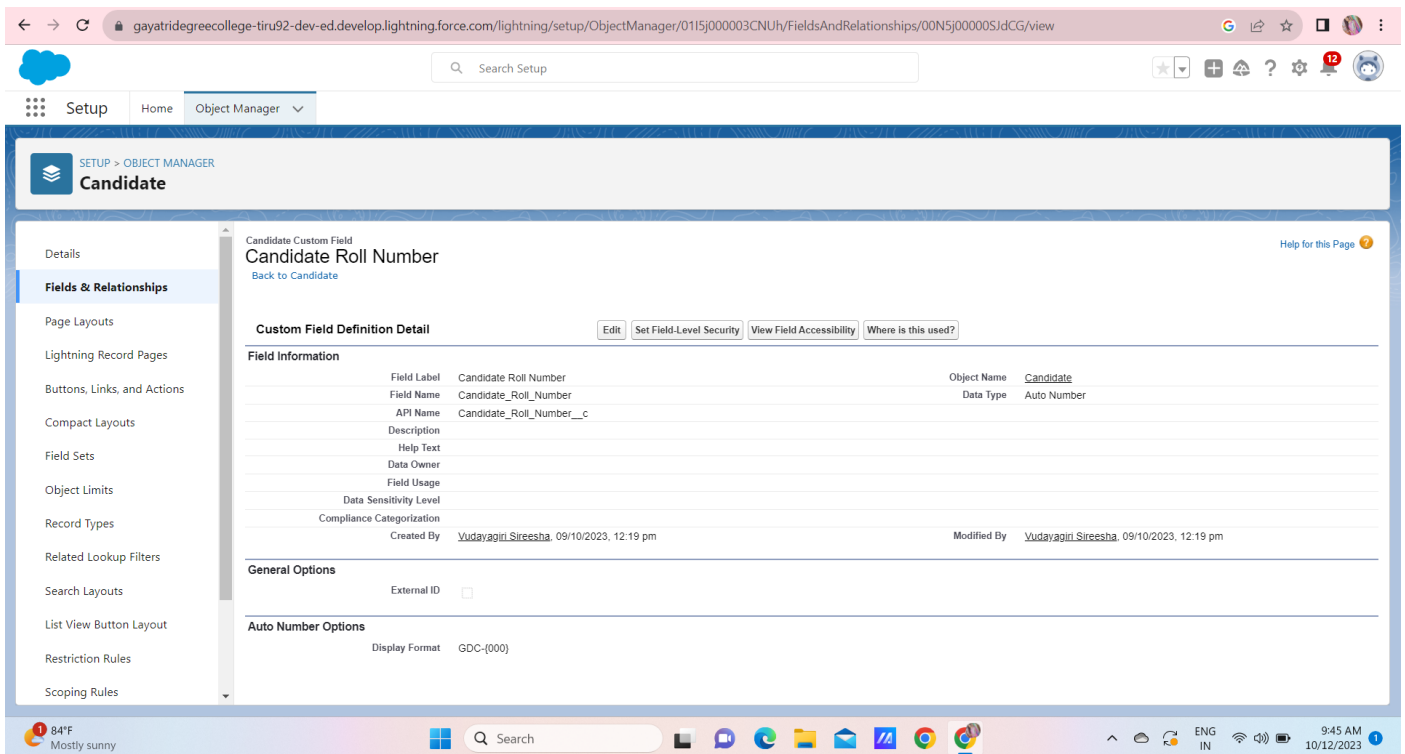 gayatridegreecollege-tiru92-dev-ed.develop.lightning.force.com/lightning/setup/ObjectManager/01I5j000003CNUh/FieldsAndRelationships/00N5j00000SJdCG/view
Search Setup
12
Setup Home Object Manager
SETUP > OBJECT MANAGER
Candidate
Details
Fields & Relationships
Page Layouts
Lightning Record Pages
Buttons, Links, and Actions
Compact Layouts
Field Sets
Object Limits
Record Types
Related Lookup Filters
Search Layouts
List View Button Layout
Restriction Rules
Scoping Rules
Candidate Custom Field
Candidate Roll Number
Back to Candidate
Help for this Page
Custom Field Definition Detail Edit Set Field-Level Security View Field Accessibility Where is this used?
Field Information
Field Label Candidate Roll Number Object Name Candidate
Field Name Candidate_Roll_Number Data Type Auto Number
API Name Candidate_Roll_Number__c
Description
Help Text
Data Owner
Field Usage
Data Sensitivity Level
Compliance Categorization
Created By Vudayagiri Sireesha, 09/10/2023, 12:19 pm Modified By Vudayagiri Sireesha, 09/10/2023, 12:19 pm
General Options
External ID
Auto Number Options
Display Format GDC-{000}
1
84°F
Mostly sunny
Search
ENG
IN
9:45 AM
10/12/2023
1